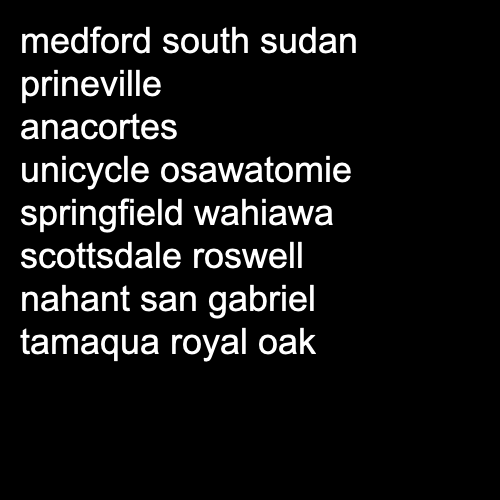 medford south sudan
prineville
anacortes
unicycle osawatomie
springfield wahiawa
scottsdale roswell
nahant san gabriel
tamaqua royal oak